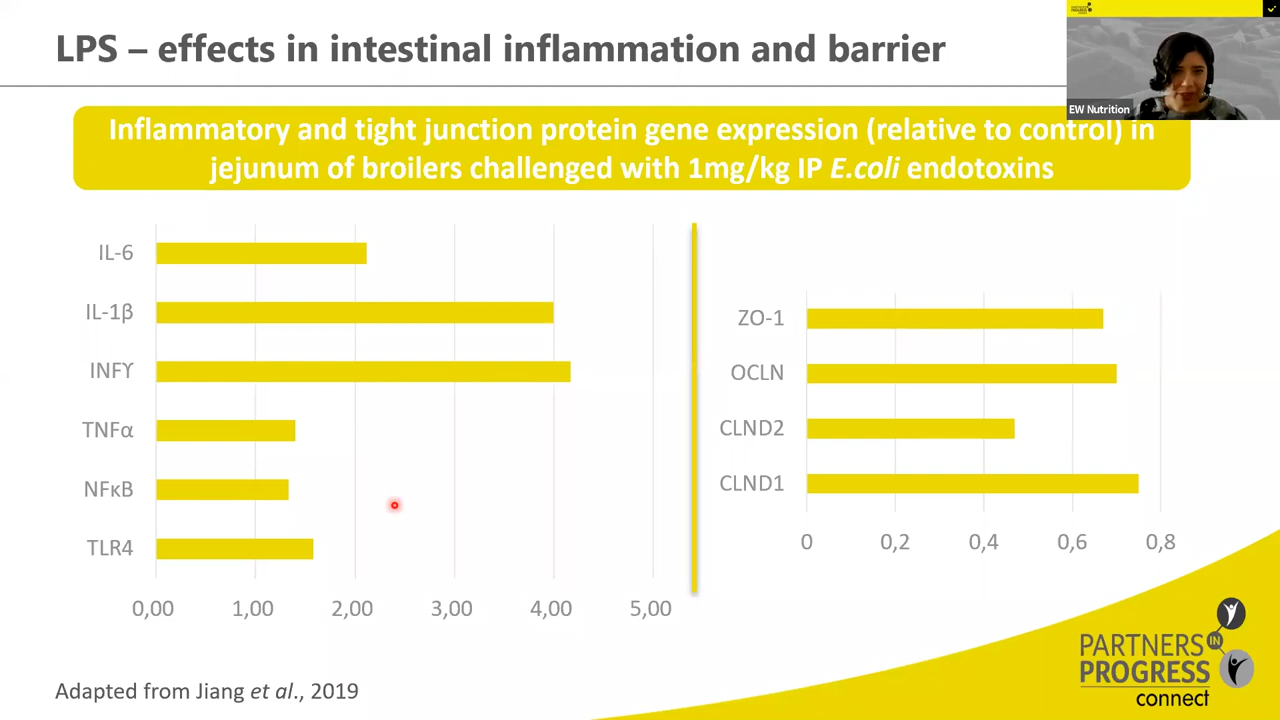 LPS – effects in intestinal inflammation and barrier
EW Nutrition
Inflammatory and tight junction protein gene expression (relative to control) in
jejunum of broilers challenged with 1mg/kg IP E.coli endotoxins
IL-6
IL-1β
INFϒ
TNFα
NFκB
TLR4
0,00 1,00 2,00 3,00 4,00 5,00
ZO-1
OCLN
CLND2
CLND1
0 0,2 0,4 0,6 0,8
Adapted from Jiang et al., 2019
PARTNERS IN
PROGRESS
connect